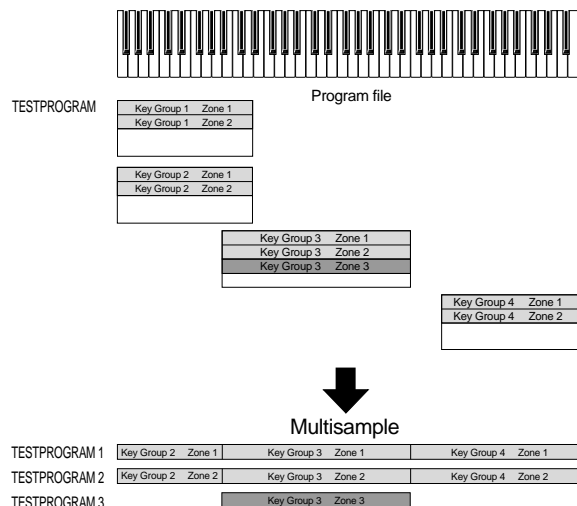 Program file
TESTPROGRAM
Key Group 1 Zone 1
Key Group 1 Zone 2
Key Group 2 Zone 1
Key Group 2 Zone 2
Key Group 3 Zone 1
Key Group 3 Zone 2
Key Group 3 Zone 3
Key Group 4 Zone 1
Key Group 4 Zone 2
Multisample
TESTPROGRAM 1 Key Group 2 Zone 1 Key Group 3 Zone 1 Key Group 4 Zone 1
TESTPROGRAM 2 Key Group 2 Zone 2 Key Group 3 Zone 2 Key Group 4 Zone 2
TESTPROGRAM 3 Key Group 3 Zone 3